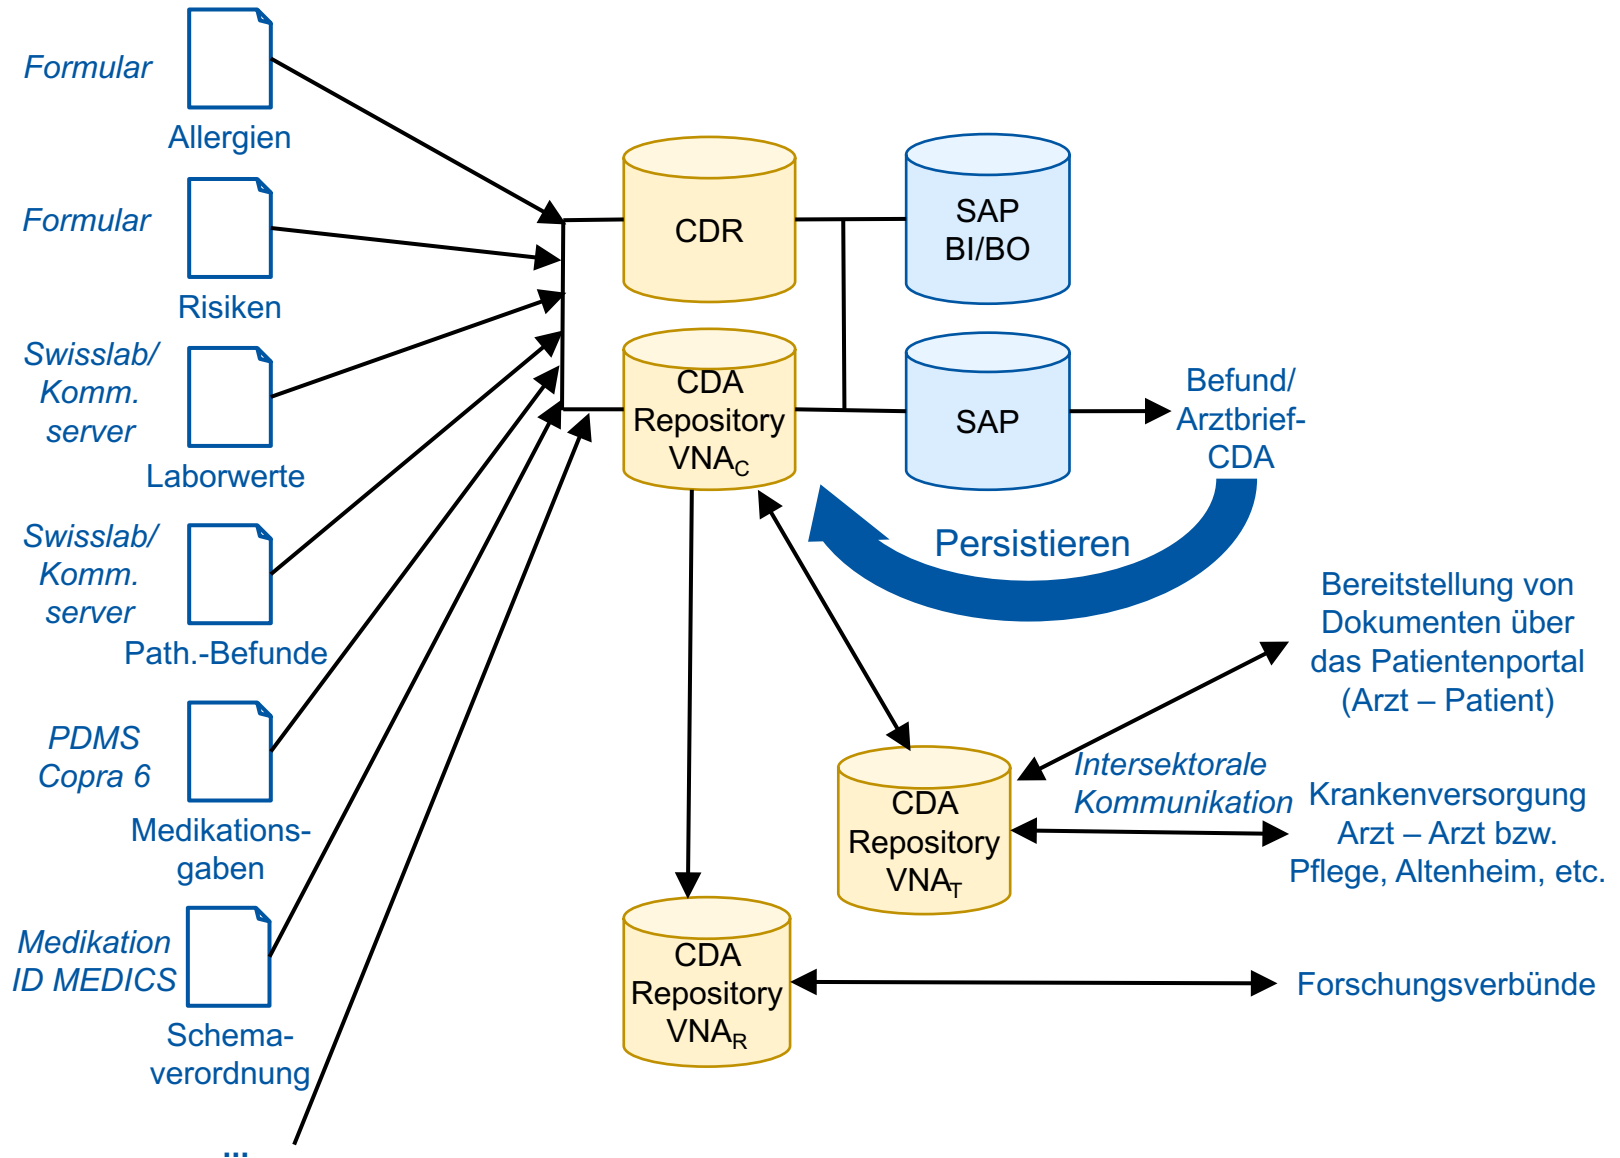 Formular
Allergien
Formular
Risiken
Swisslab/
Komm.
server
Laborwerte
Swisslab/
Komm.
server
Path.-Befunde
PDMS
Copra 6
Medikations-
gaben
Medikation
ID MEDICS
Schema-
verordnung
...
CDR
SAP
BI/BO
CDA
Repository
VNAC
SAP
Befund/
Arztbrief-
CDA
Persistieren
Bereitstellung von
Dokumenten über
das Patientenportal
(Arzt – Patient)
Intersektorale
Kommunikation
CDA
Repository
VNAT
Krankenversorgung
Arzt – Arzt bzw.
Pflege, Altenheim, etc.
CDA
Repository
VNAR
Forschungsverbünde